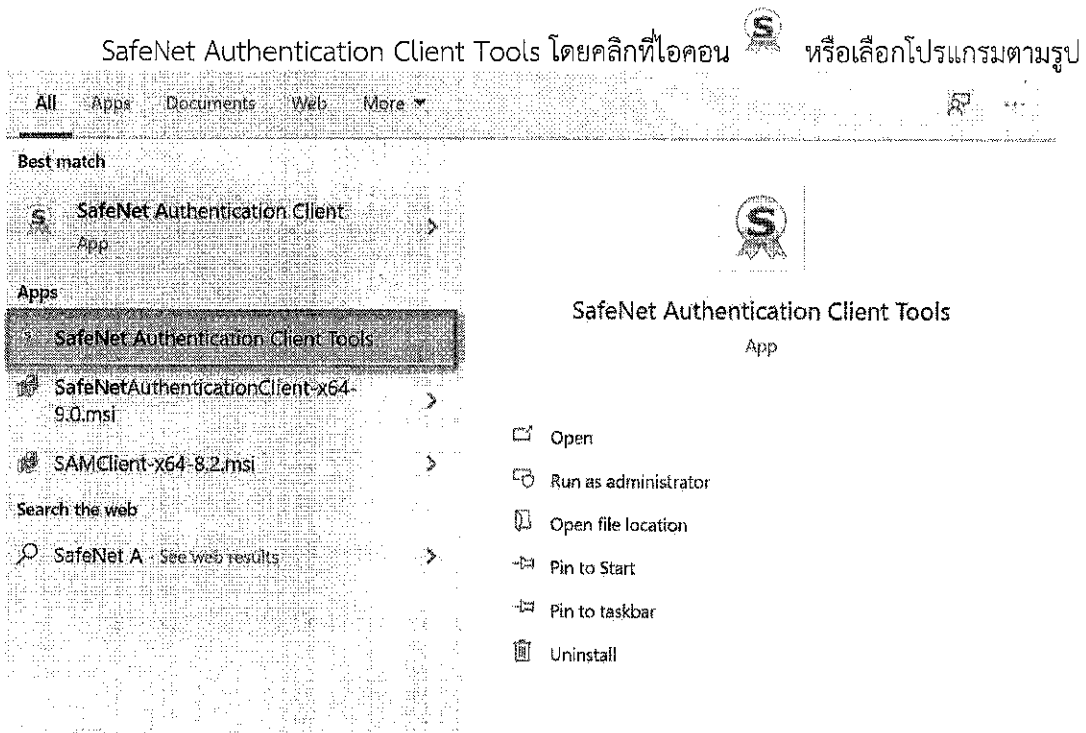 SafeNet Authentication Client Tools โดยคลิกที่ไอคอน S หรือเลือกโปรแกรมตามรูป
All Apps Documents Web More
Best match
SafeNet Authentication Client
App
Apps
SafeNet Authentication Client Tools
SafeNetAuthenticationClient-x64-
9.0.msi
SAMClient-x64-8.2.msi
Search the web
SafeNet A - See web results
S
SafeNet Authentication Client Tools
App
Open
Run as administrator
Open file location
Pin to Start
Pin to taskbar
Uninstall